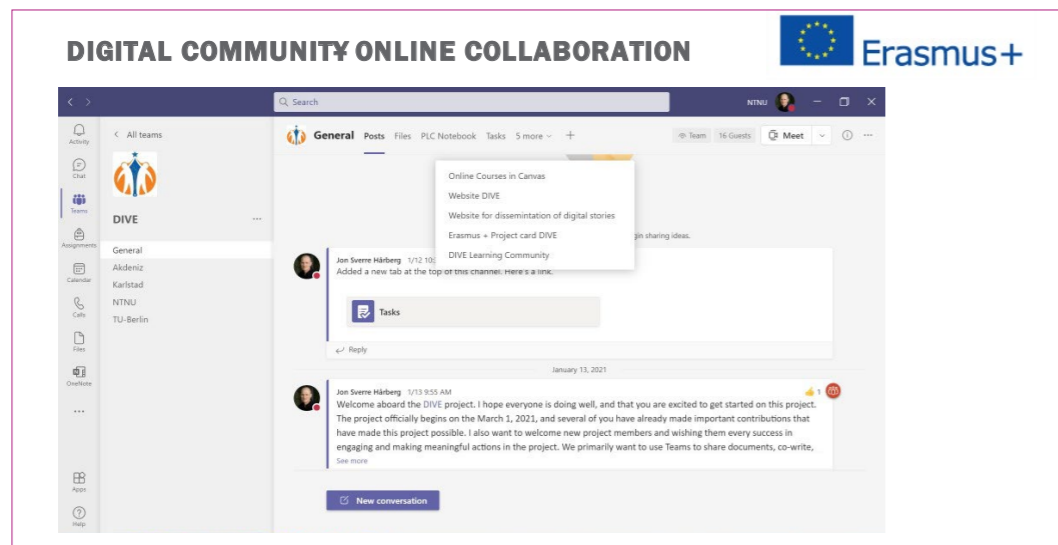 DIGITAL COMMUNITY ONLINE COLLABORATION
Erasmus+
Search
NTNU
Activity
Chat
Teams
Assignments
Calendar
Calls
Files
OneNote
Apps
Help
All teams
DIVE
General
Akdeniz
Karlstad
NTNU
TU-Berlin
General Posts Files PLC Notebook Tasks 5 more
Team 16 Guests Meet
Online Courses in Canvas
Website DIVE
Website for dissemintation of digital stories
Erasmus + Project card DIVE
DIVE Learning Community
gin sharing ideas.
Jon Sverre Hårberg 1/12 10:
Added a new tab at the top of this channel. Here's a link.
Tasks
Reply
January 13, 2021
Jon Sverre Hårberg 1/13 9:55 AM
1
Welcome aboard the DIVE project. I hope everyone is doing well, and that you are excited to get started on this project.
The project officially begins on the March 1, 2021, and several of you have already made important contributions that
have made this project possible. I also want to welcome new project members and wishing them every success in
engaging and making meaningful actions in the project. We primarily want to use Teams to share documents, co-write,
See more
New conversation